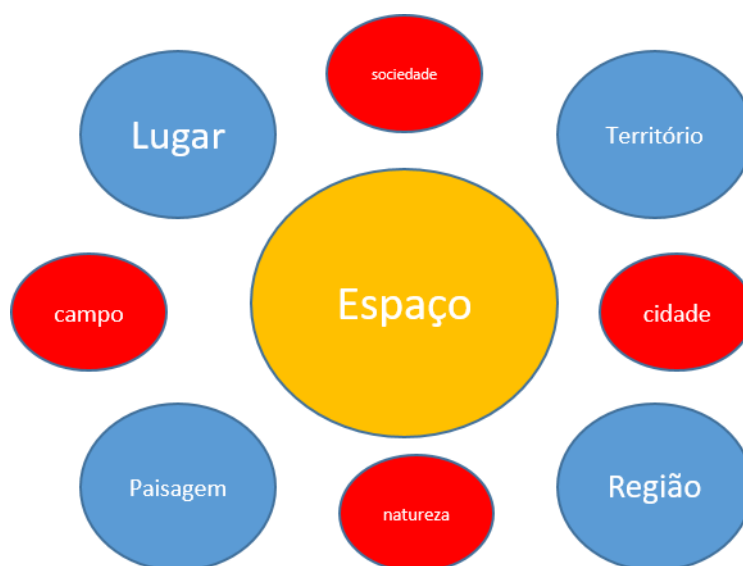 sociedade
Lugar
Território
Espaço
campo
cidade
Paisagem
Região
natureza